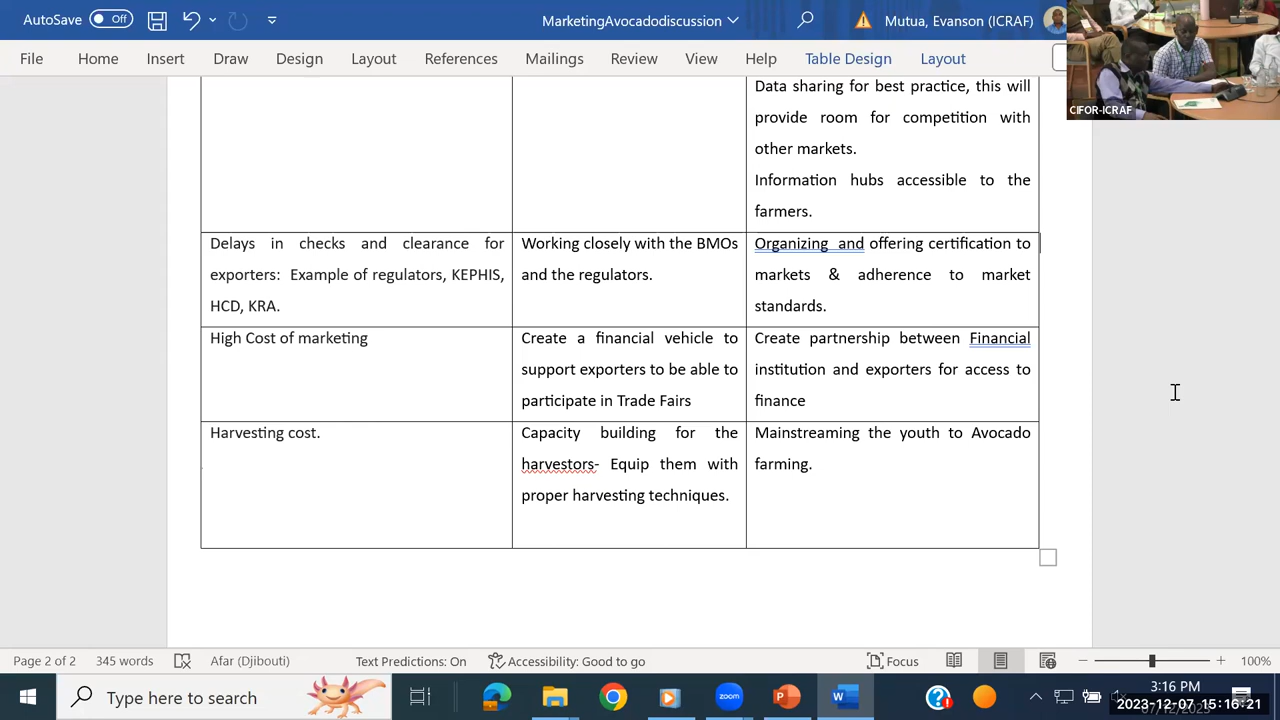 AutoSave Off MarketingAvocadodiscussion Mutua, Evanson (ICRAF)
File Home Insert Draw Design Layout References Mailings Review View Help Table Design Layout
CIFOR-ICRAF
Data sharing for best practice, this will
provide room for competition with
other markets.
Information hubs accessible to the
farmers.
Delays in checks and clearance for
exporters: Example of regulators, KEPHIS,
HCD, KRA.
Working closely with the BMOs
and the regulators.
Organizing and offering certification to
markets & adherence to market
standards.
High Cost of marketing
Create a financial vehicle to
support exporters to be able to
participate in Trade Fairs
Create partnership between Financial
institution and exporters for access to
finance
Harvesting cost.
Capacity building for the
harvestors- Equip them with
proper harvesting techniques.
Mainstreaming the youth to Avocado
farming.
Page 2 of 2 345 words Afar (Djibouti) Text Predictions: On Accessibility: Good to go Focus 100%
Type here to search
zoom
3:16 PM
07/12/2023
2023-12-07 15:16:21